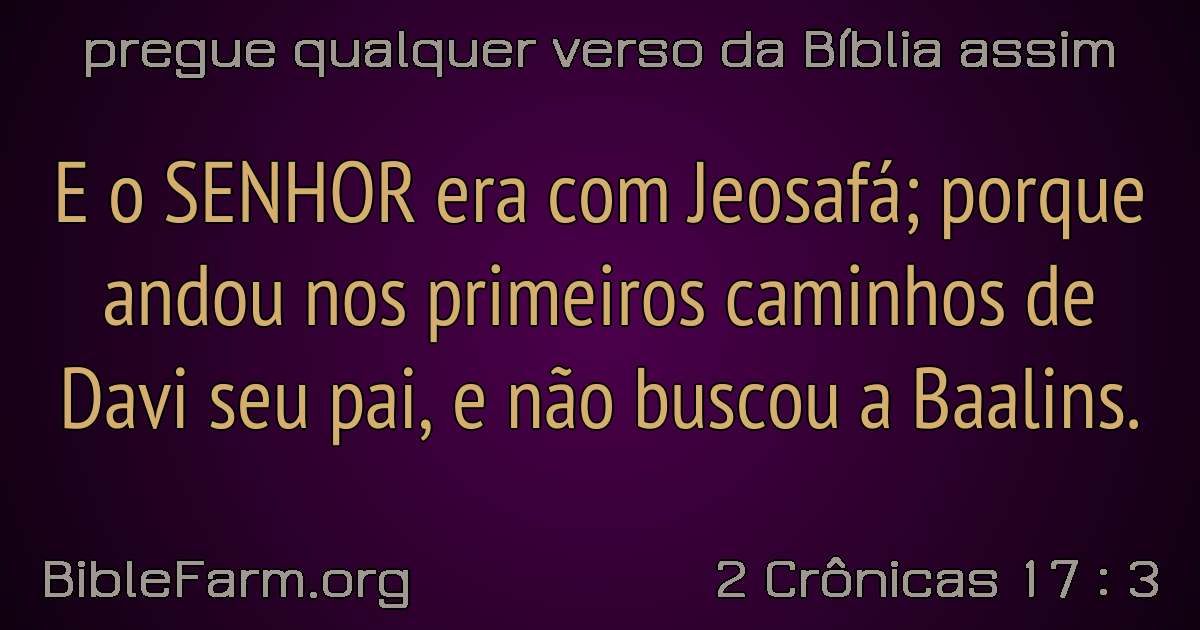 pregue qualquer verso da Bíblia assim
E o SENHOR era com Jeosafá; porque
andou nos primeiros caminhos de
Davi seu pai, e não buscou a Baalins.
BibleFarm.org
2 Crônicas 17 : 3